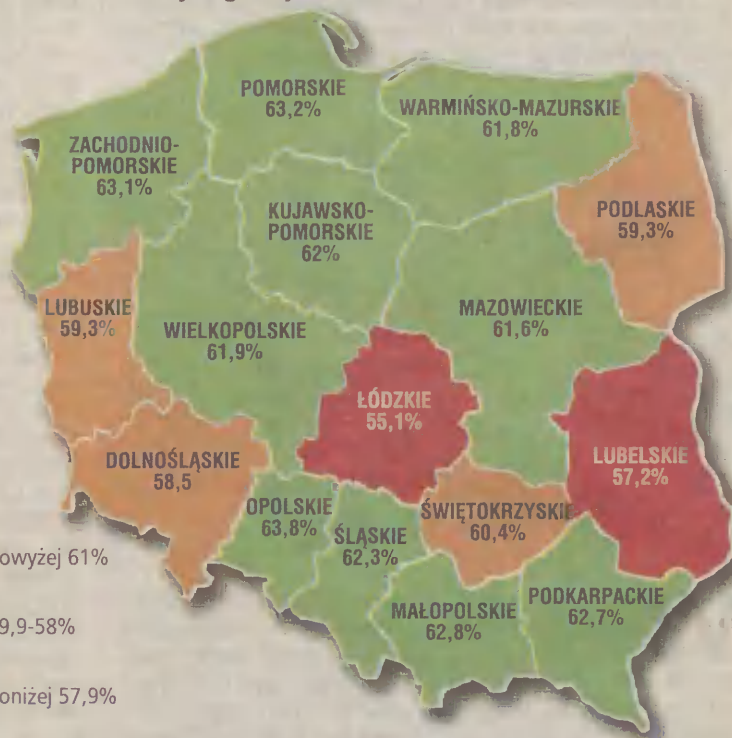 POMORSKIE
63,2%
WARMIŃSKO-MAZURSKIE
61,8%
ZACHODNIO-
POMORSKIE
63,1%
KUJAWSKO-
POMORSKIE
62%
PODLASKIE
59,3%
LUBUSKIE
59,3%
WIELKOPOLSKIE
61,9%
MAZOWIECKIE
61,6%
ŁÓDZKIE
55,1%
LUBELSKIE
57,2%
DOLNOŚLĄSKIE
58,5
OPOLSKIE
63,8%
ŚLĄSKIE
62,3%
ŚWIĘTOKRZYSKIE
60,4%
MAŁOPOLSKIE
62,8%
PODKARPACKIE
62,7%
owyżej 61%
9,9-58%
oniżej 57,9%